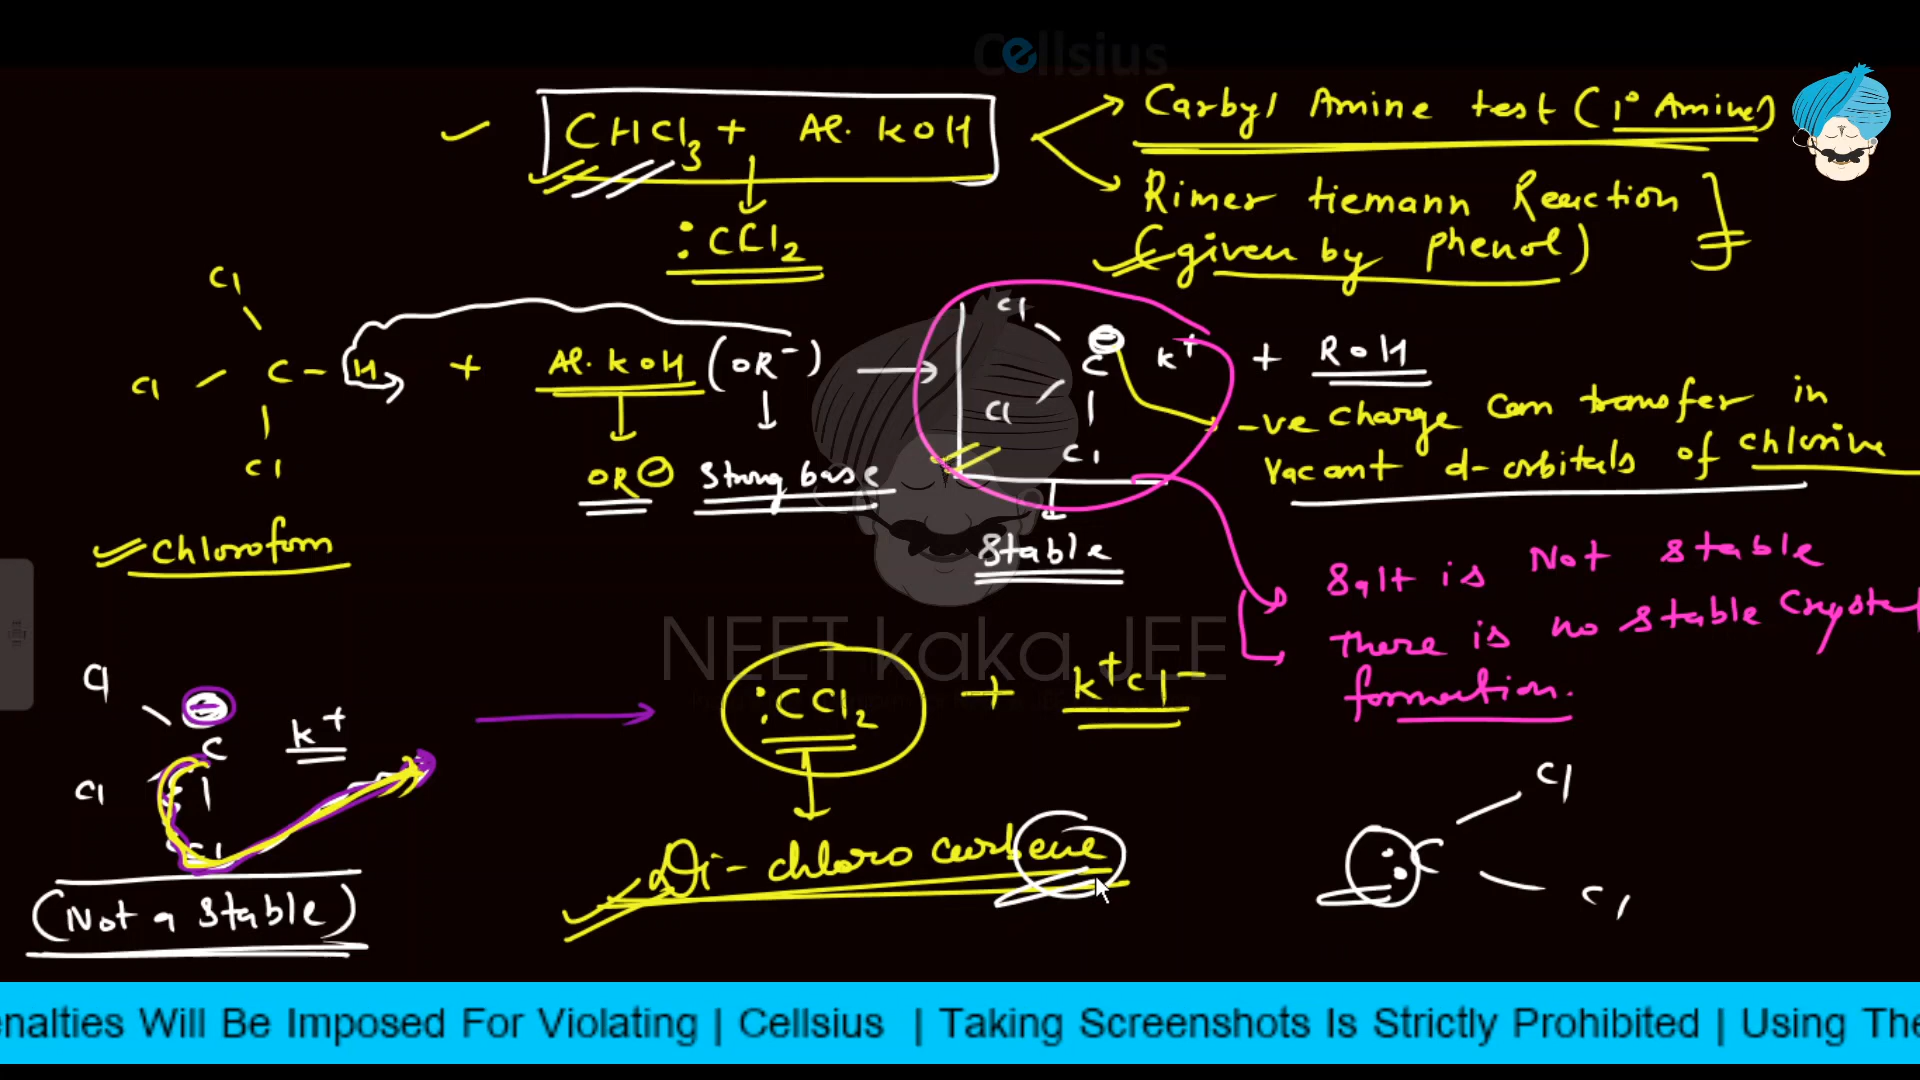 Cellsius
CHCl3 + Al. KOH
Carbyl Amine test (1° Amine)
:CCl2
Rimer tiemann Reaction
(given by phenol)
Cl
Cl - C - H + Al. KOH (OR⁻) → Cl Cl C⊖ Cl K⁺ + ROH
Cl
OR⊖ Strong base
-ve charge can transfer in
vacant d-orbitals of chlorine
Chloroform
Stable
Salt is Not stable
There is no stable Crystal
formation.
NEET kaka JEE
Cl
Cl C⊖ K⁺ → :CCl2 + K⁺Cl⁻
Cl
(Not a Stable)
Di-chloro carbene
:C Cl
Cl
enalties Will Be Imposed For Violating | Cellsius | Taking Screenshots Is Strictly Prohibited | Using The